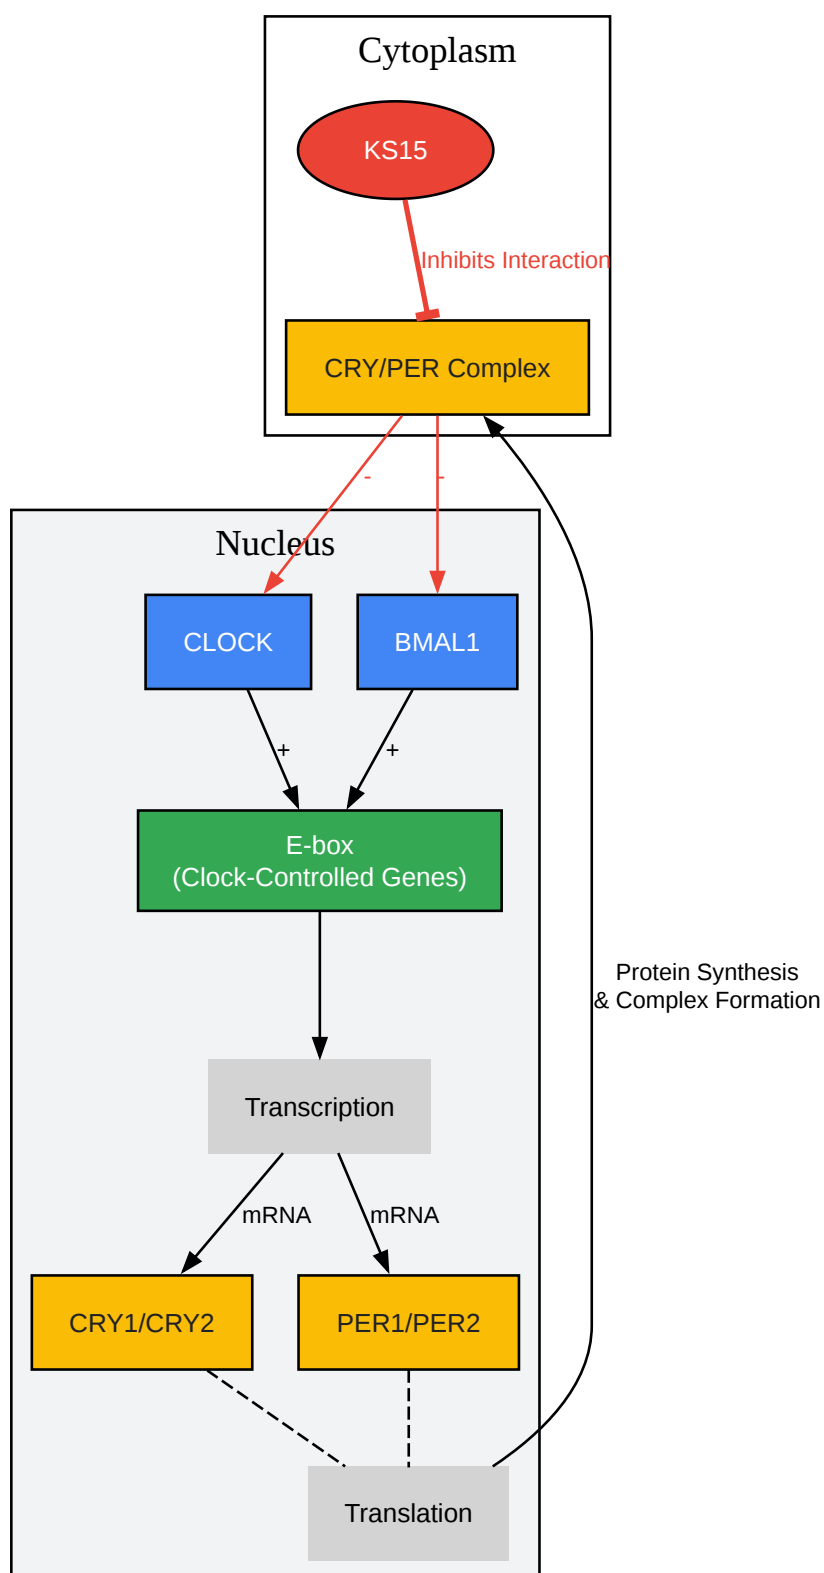 Cytoplasm
KS15
Inhibits Interaction
CRY/PER Complex
-
-
Nucleus
CLOCK
BMAL1
+
+
E-box
(Clock-Controlled Genes)
Protein Synthesis
& Complex Formation
Transcription
mRNA
mRNA
CRY1/CRY2
PER1/PER2
Translation